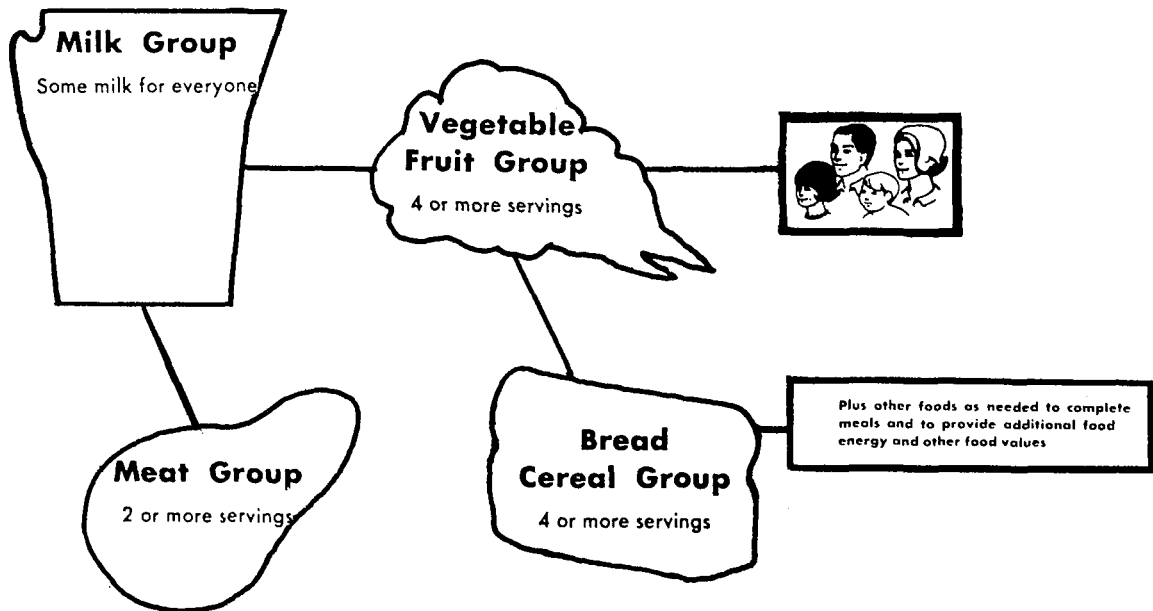 Milk Group
Some milk for everyone
Vegetable
Fruit Group
4 or more servings
Meat Group
2 or more servings
Bread
Cereal Group
4 or more servings
Plus other foods as needed to complete
meals and to provide additional food
energy and other food values